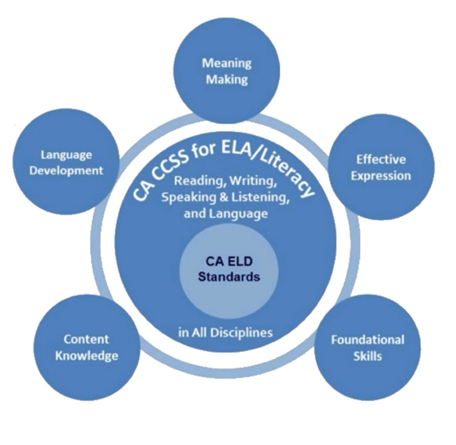 Meaning
Making
Language
Development
Effective
Expression
CA CCSS for ELA/Literacy
Reading, Writing,
Speaking & Listening,
and Language
CA ELD
Standards
in All Disciplines
Content
Knowledge
Foundational
Skills